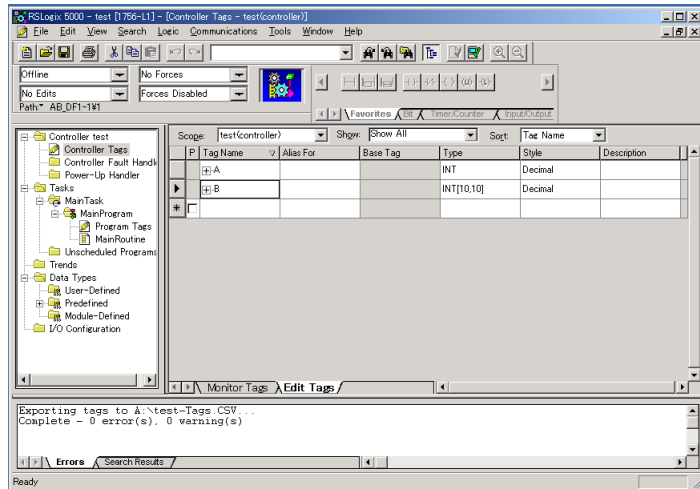 RSLogix 5000 - test [1756-L1] - [Controller Tags - test(controller)]
File Edit View Search Logic Communications Tools Window Help
Offline No Forces
No Edits Forces Disabled
Path: AB_DF1-1¥1
Favorites Bit Timer/Counter Input/Output
Controller test
Controller Tags
Controller Fault Handl
Power-Up Handler
Tasks
MainTask
MainProgram
Program Tags
MainRoutine
Unscheduled Programs
Trends
Data Types
User-Defined
Predefined
Module-Defined
I/O Configuration
Scope: test(controller) Show: Show All Sort: Tag Name
P Tag Name Alias For Base Tag Type Style Description
A INT Decimal
B INT[10,10] Decimal
Monitor Tags Edit Tags
Exporting tags to A:\test-Tags.CSV...
Complete - 0 error(s), 0 warning(s)
Errors Search Results
Ready